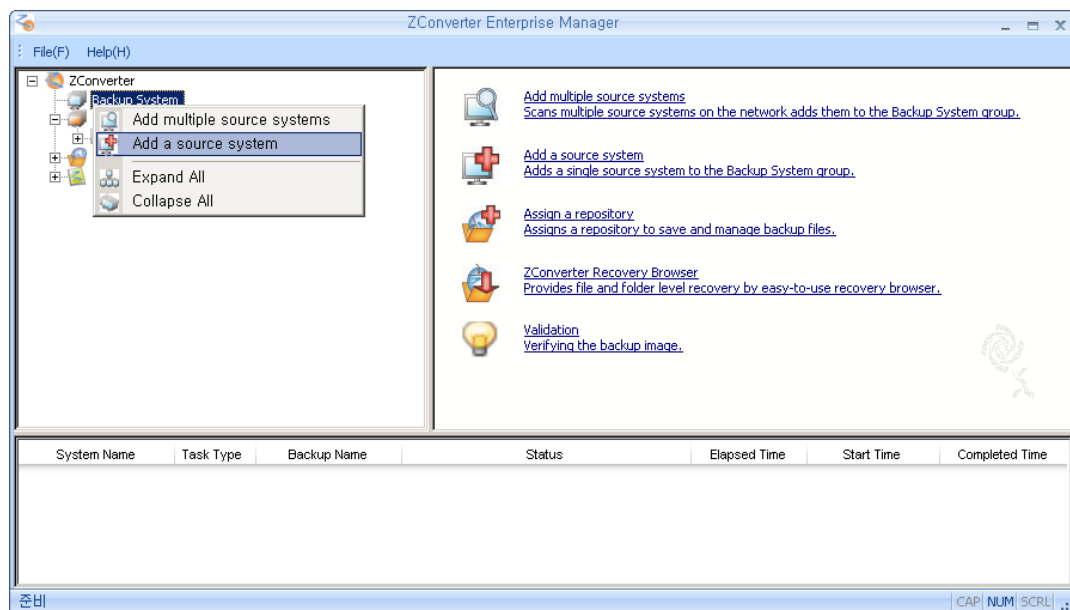 ZConverter Enterprise Manager
File(F) Help(H)
ZConverter
Backup System
Add multiple source systems
Add a source system
Expand All
Collapse All
Add multiple source systems
Scans multiple source systems on the network adds them to the Backup System group.
Add a source system
Adds a single source system to the Backup System group.
Assign a repository
Assigns a repository to save and manage backup files.
ZConverter Recovery Browser
Provides file and folder level recovery by easy-to-use recovery browser.
Validation
Verifying the backup image.
System Name Task Type Backup Name Status Elapsed Time Start Time Completed Time
준비 CAP NUM SCRL